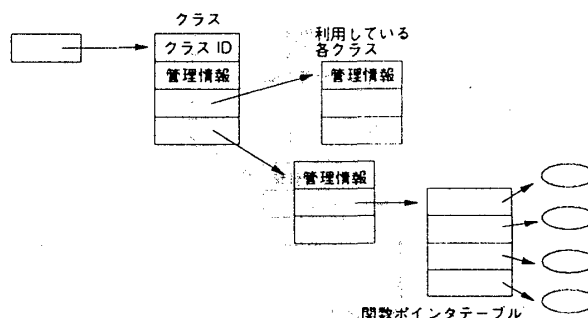 クラス
クラス ID
管理情報
利用している
各クラス
管理情報
管理情報
関数ポインタテーブル